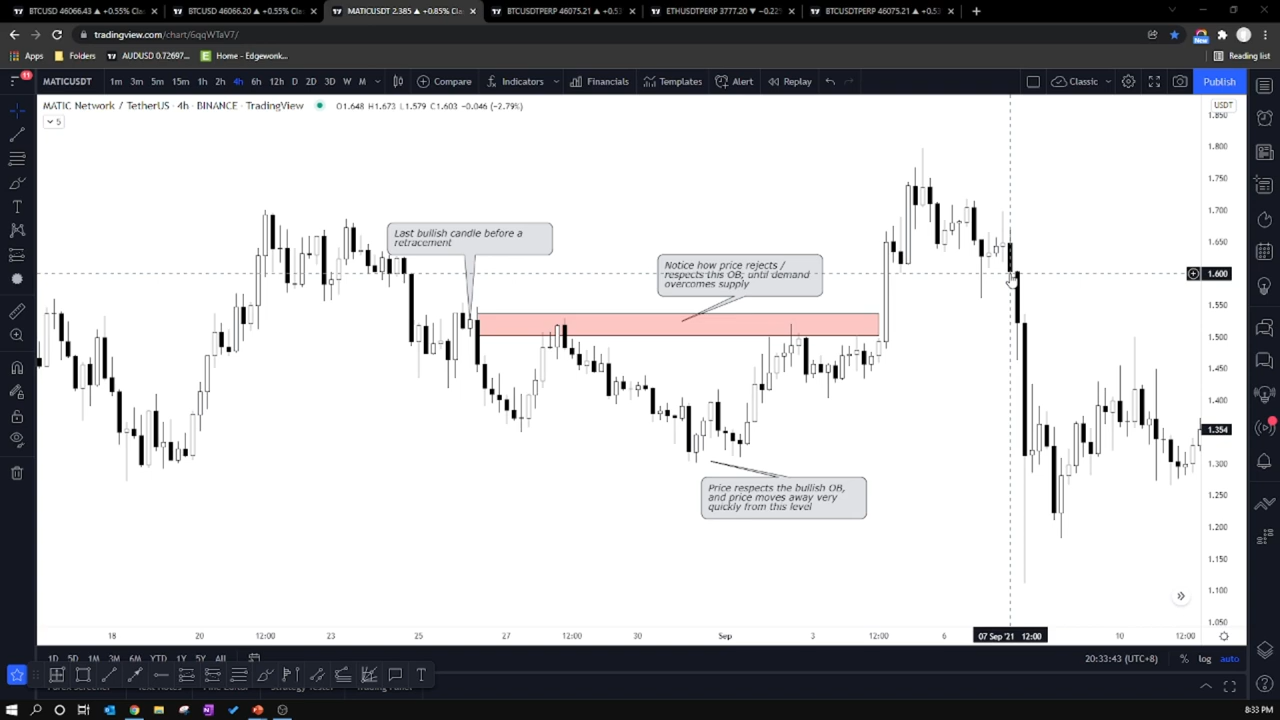 BTCUSD 46066.43 ▲ +0.55% Cla
BTCUSD 46066.20 ▲ +0.55% Cla
MATICUSDT 2.385 ▲ +0.85% Cla
BTCUSDTPERP 46075.21 ▲ +0.53
ETHUSDTPERP 3777.20 ▼ −0.22
BTCUSDTPERP 46075.21 ▲ +0.53
tradingview.com/chart/6qqWTaV7/
New
Apps
Folders
AUDUSD 0.72697...
Home - Edgewonk...
Reading list
11
MATICUSDT
1m 3m 5m 15m 1h 2h 4h 6h 12h D 2D 3D W M
Compare
Indicators
Financials
Templates
Alert
Replay
Classic
Publish
MATIC Network / TetherUS · 4h · BINANCE · TradingView
O1.648 H1.673 L1.579 C1.603 −0.046 (−2.79%)
USDT
5
1.850
1.800
1.750
1.700
1.650
1.600
1.550
1.500
1.450
1.400
1.354
1.300
1.250
1.200
1.150
1.100
1.050
Last bullish candle before a
retracement
Notice how price rejects /
respects this OB, until demand
overcomes supply
Price respects the bullish OB,
and price moves away very
quickly from this level
18 20 12:00 23 25 27 12:00 30 Sep 3 12:00 6 07 Sep '21 12:00 10 12:00
1D 5D 1M 3M 6M YTD 1Y 5Y All
20:33:43 (UTC+8)
% log auto
8:33 PM